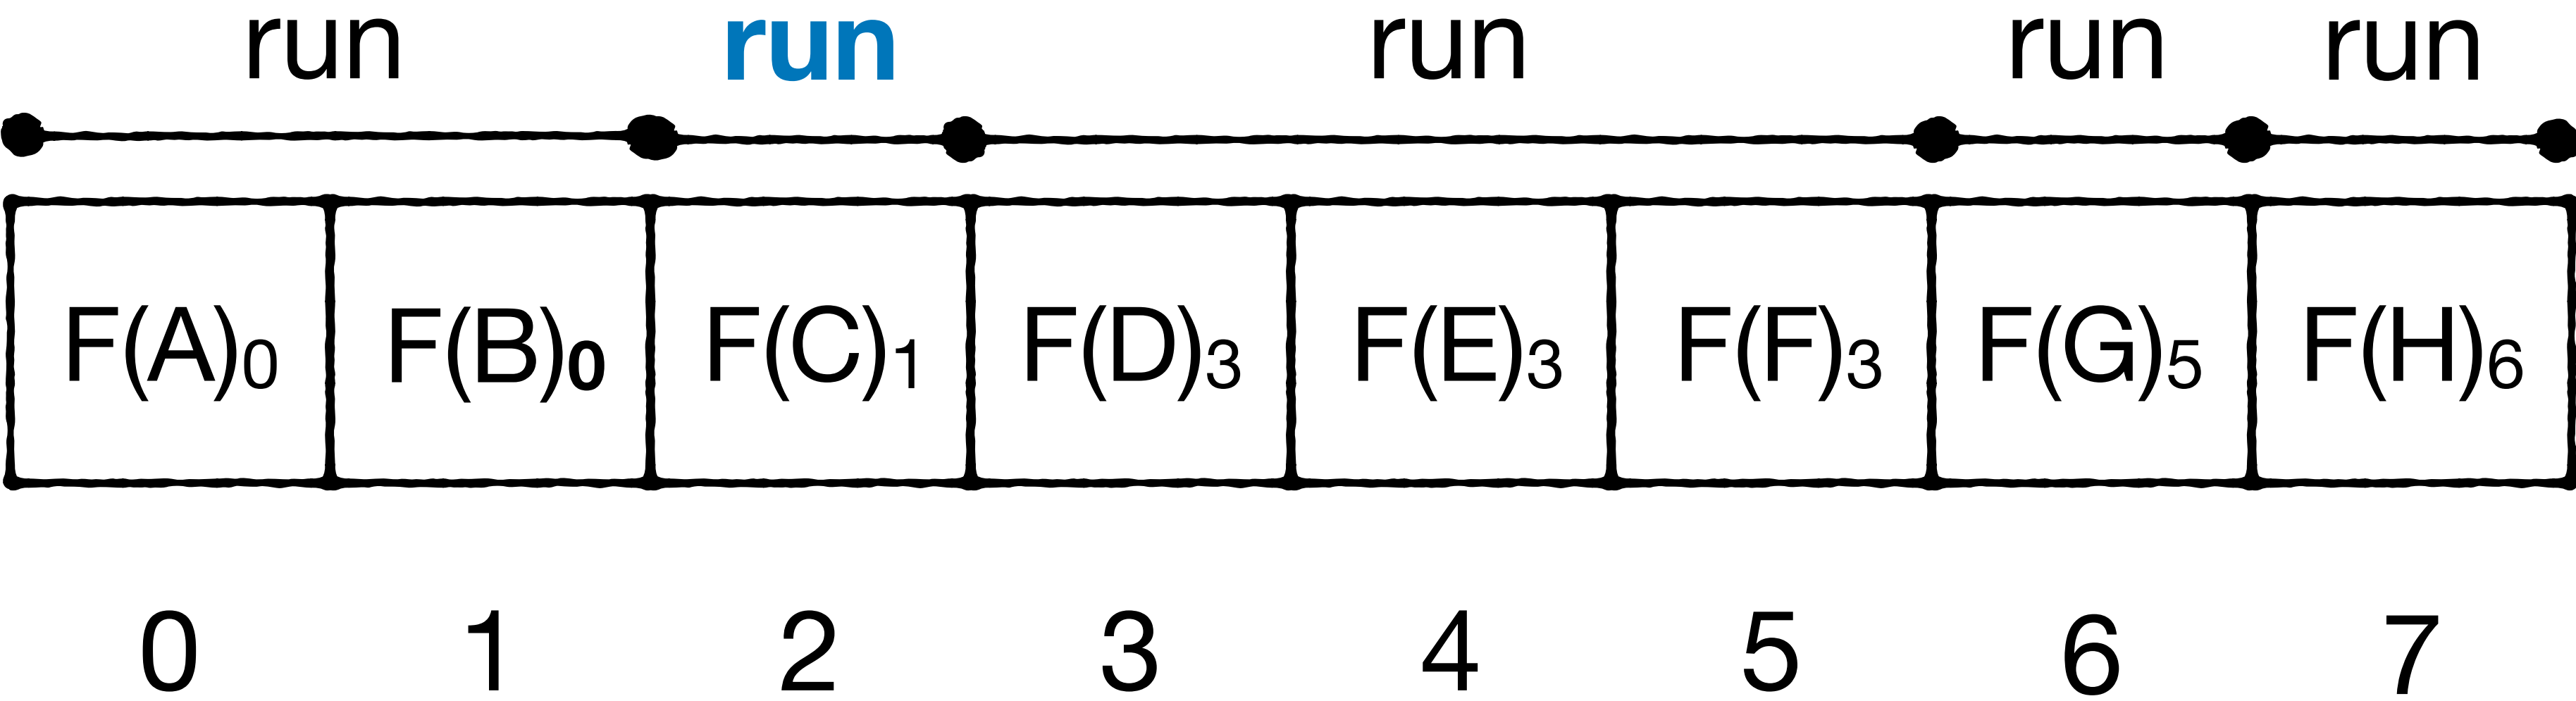 run run run run run
F(A)₀ F(B)₀ F(C)₁ F(D)₃ F(E)₃ F(F)₃ F(G)₅ F(H)₆
0 1 2 3 4 5 6 7